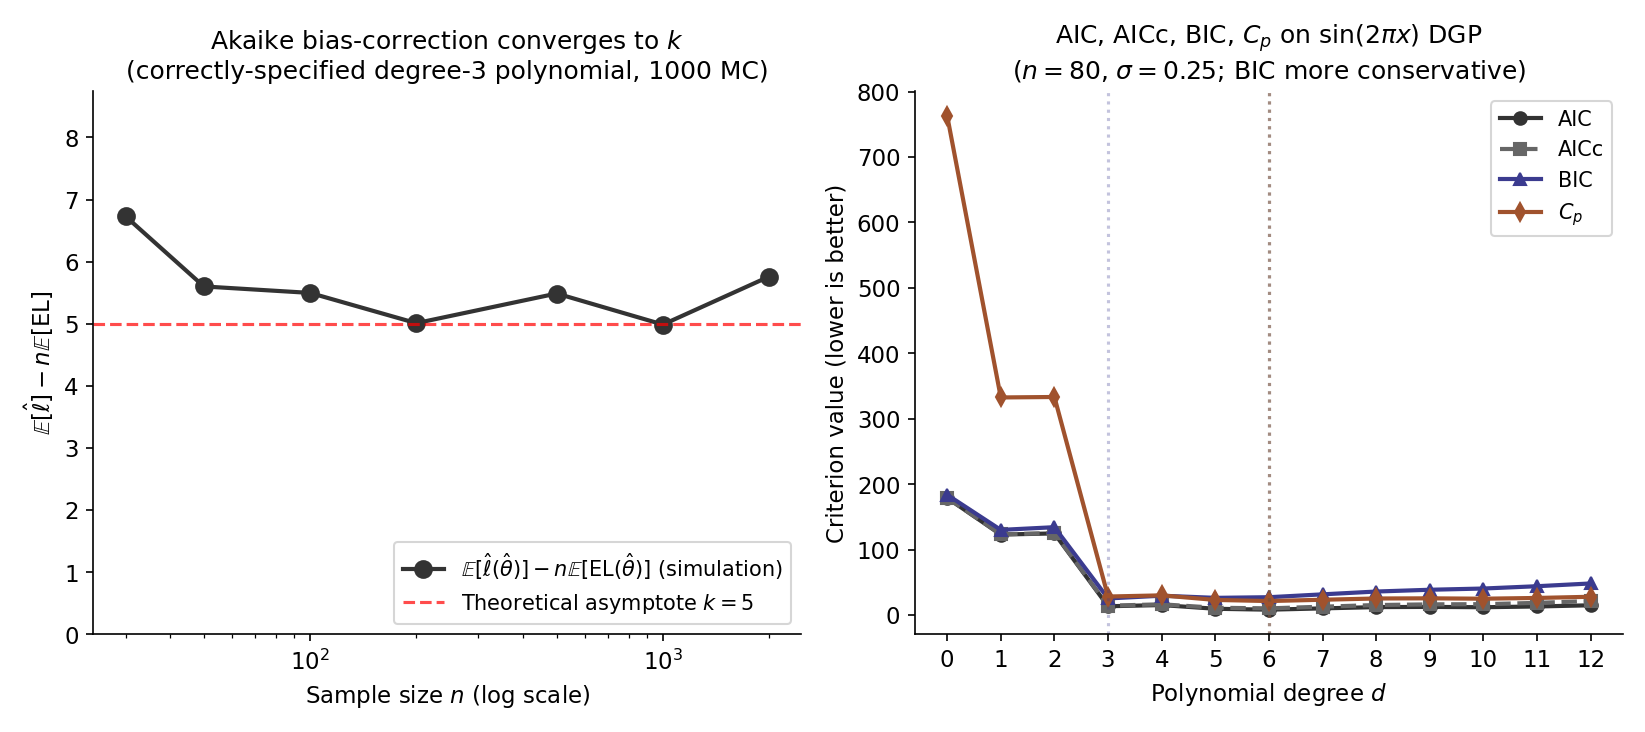 Akaike bias-correction converges to k
(correctly-specified degree-3 polynomial, 1000 MC)
𝔼[ℓ̂] − n𝔼[EL]
8
7
6
5
4
3
2
1
0
𝔼[ℓ̂(θ̂)] − n𝔼[EL(θ̂)] (simulation)
Theoretical asymptote k = 5
10²
10³
Sample size n (log scale)
AIC, AICc, BIC, Cₚ on sin(2πx) DGP
(n = 80, σ = 0.25; BIC more conservative)
Criterion value (lower is better)
800
700
600
500
400
300
200
100
0
AIC
AICc
BIC
Cₚ
0 1 2 3 4 5 6 7 8 9 10 11 12
Polynomial degree d